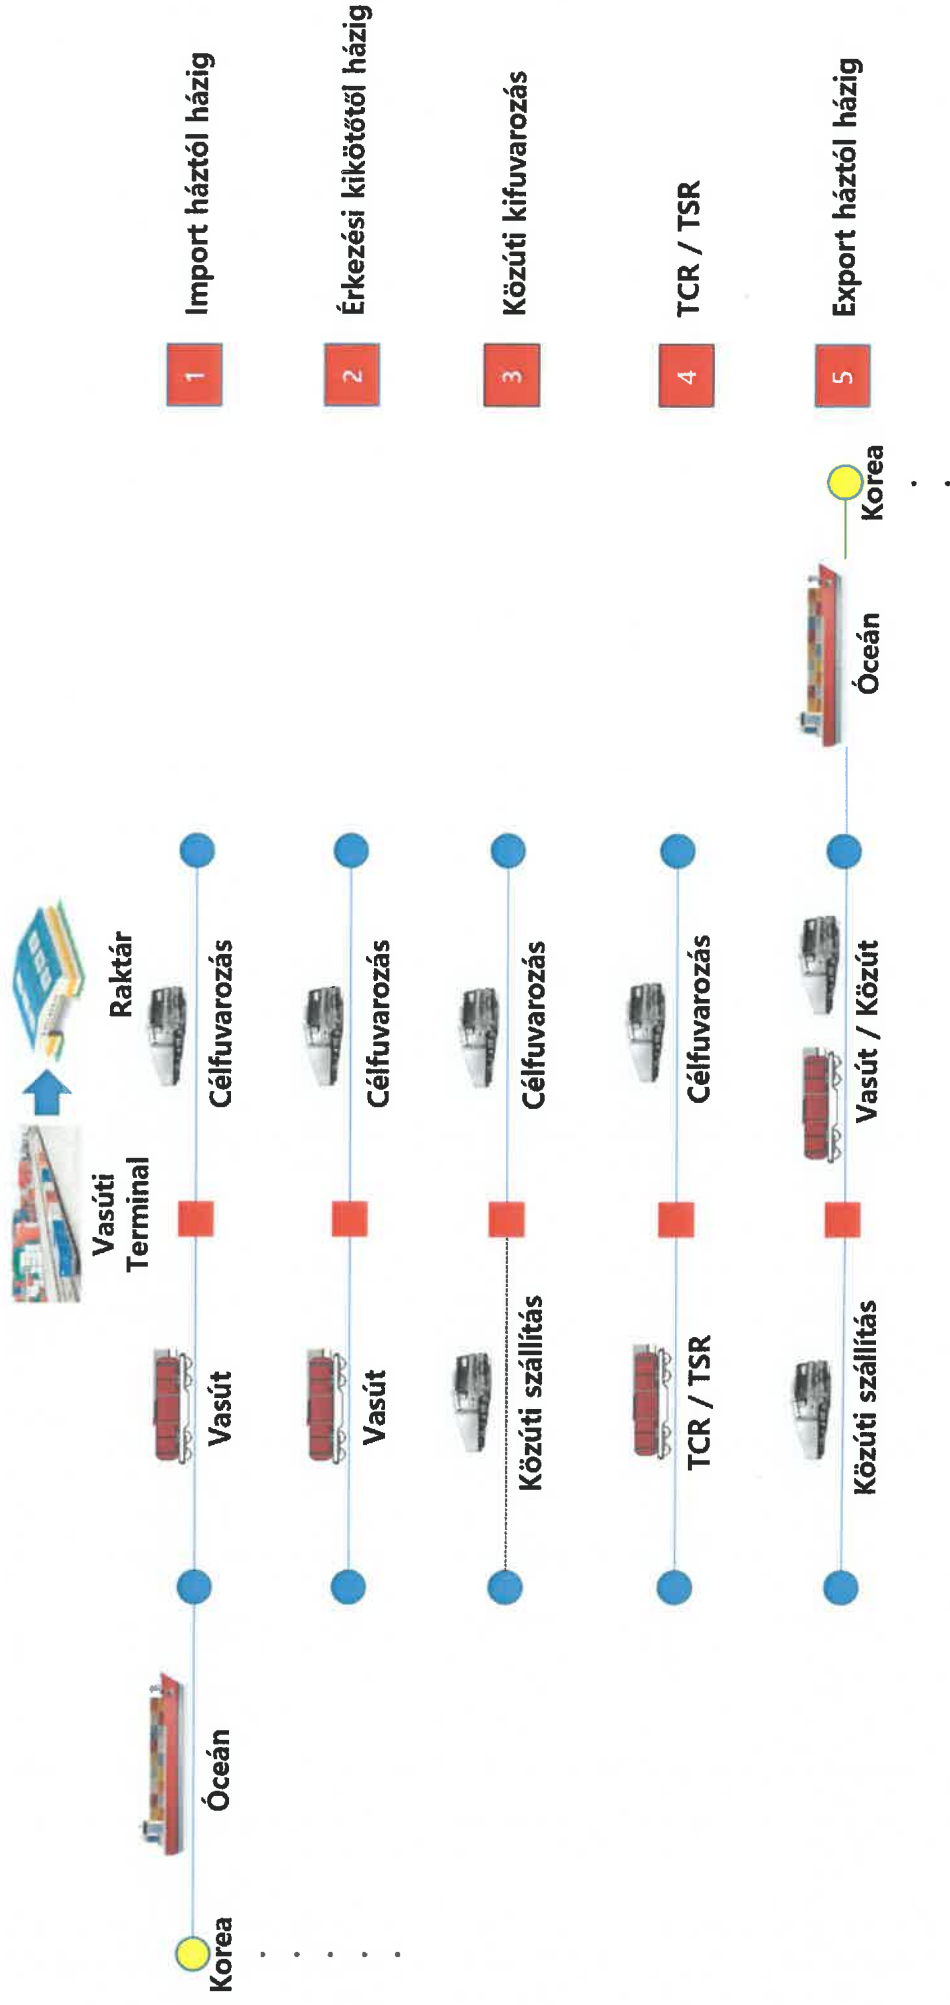 Vasúti
Terminal
Raktár
Korea
Óceán
Vasút
Célfuvarozás
1
Import háztól házig
Vasút
Célfuvarozás
2
Érkezési kikötőtől házig
Közúti szállítás
Célfuvarozás
3
Közúti kifuvarozás
TCR / TSR
Célfuvarozás
4
TCR / TSR
Közúti szállítás
Vasút / Közút
Óceán
Korea
5
Export háztól házig